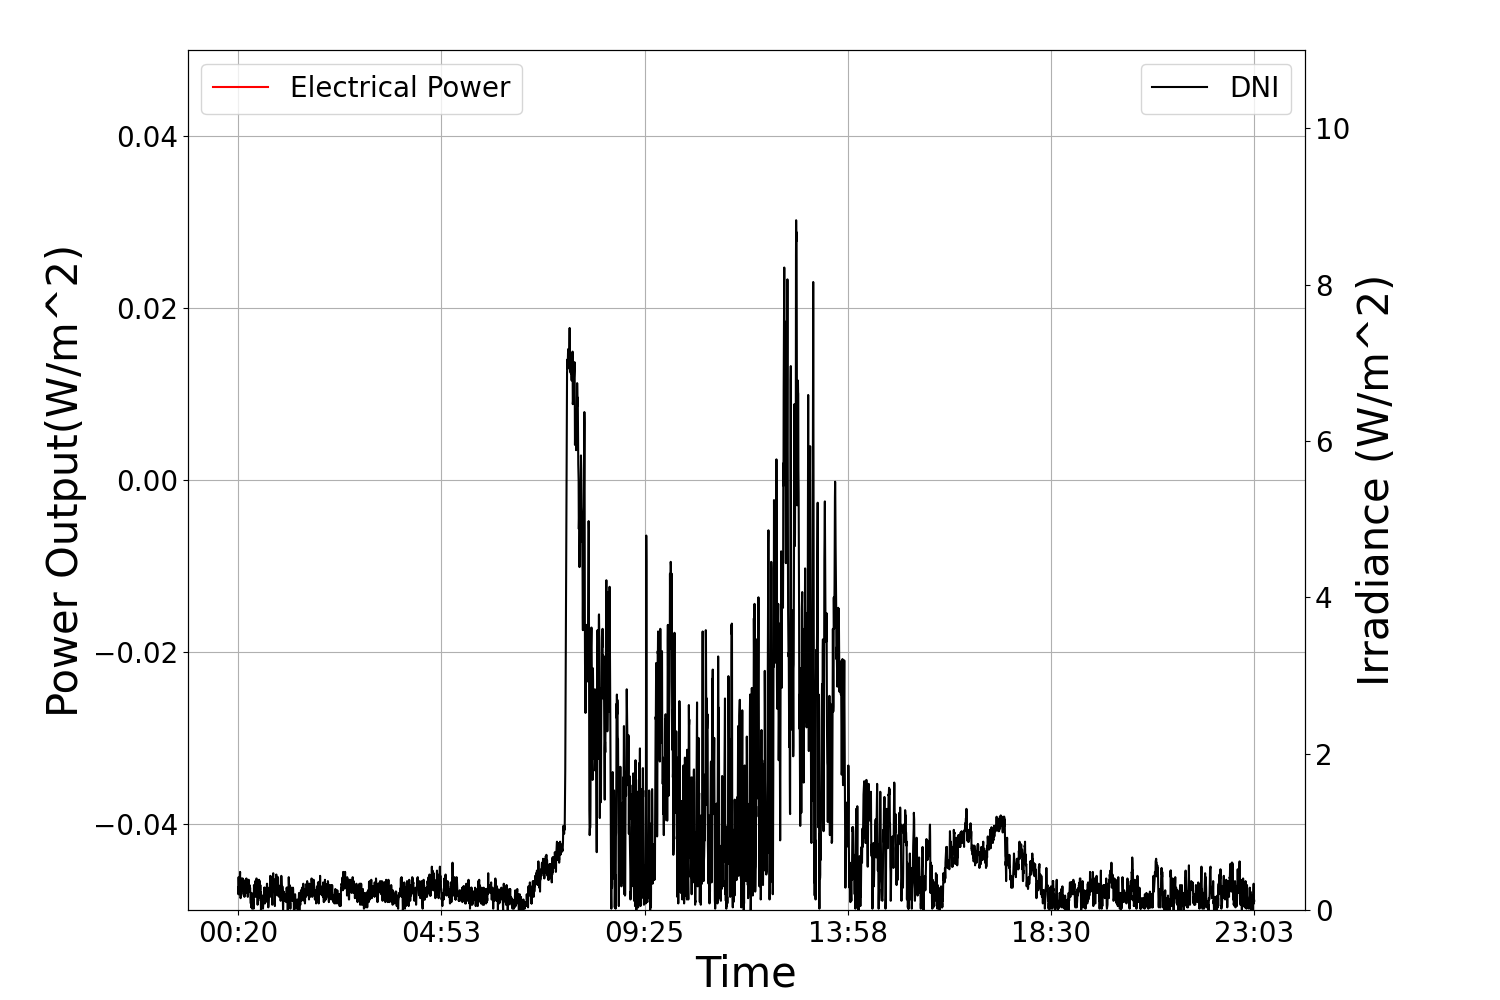 Electrical Power
DNI
0.04
0.02
0.00
−0.02
−0.04
Power Output(W/m^2)
10
8
6
4
2
0
Irradiance (W/m^2)
00:20 04:53 09:25 13:58 18:30 23:03
Time